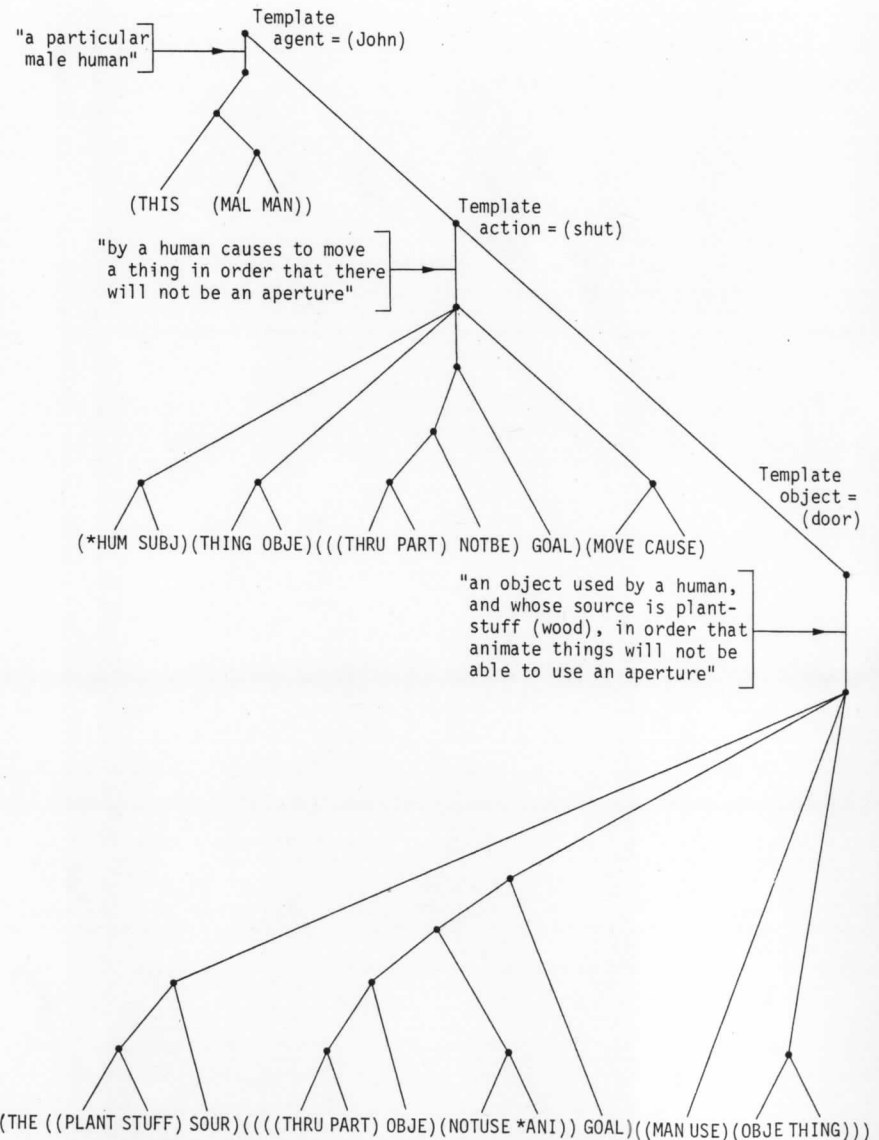 Template
agent = (John)
"a particular
male human"
(THIS (MAL MAN))
Template
action = (shut)
"by a human causes to move
a thing in order that there
will not be an aperture"
(*HUM SUBJ)(THING OBJE)(((THRU PART) NOTBE) GOAL)(MOVE CAUSE)
Template
object =
(door)
"an object used by a human,
and whose source is plant-
stuff (wood), in order that
animate things will not be
able to use an aperture"
(THE ((PLANT STUFF) SOUR)((((THRU PART) OBJE)(NOTUSE *ANI)) GOAL)((MAN USE)(OBJE THING)))